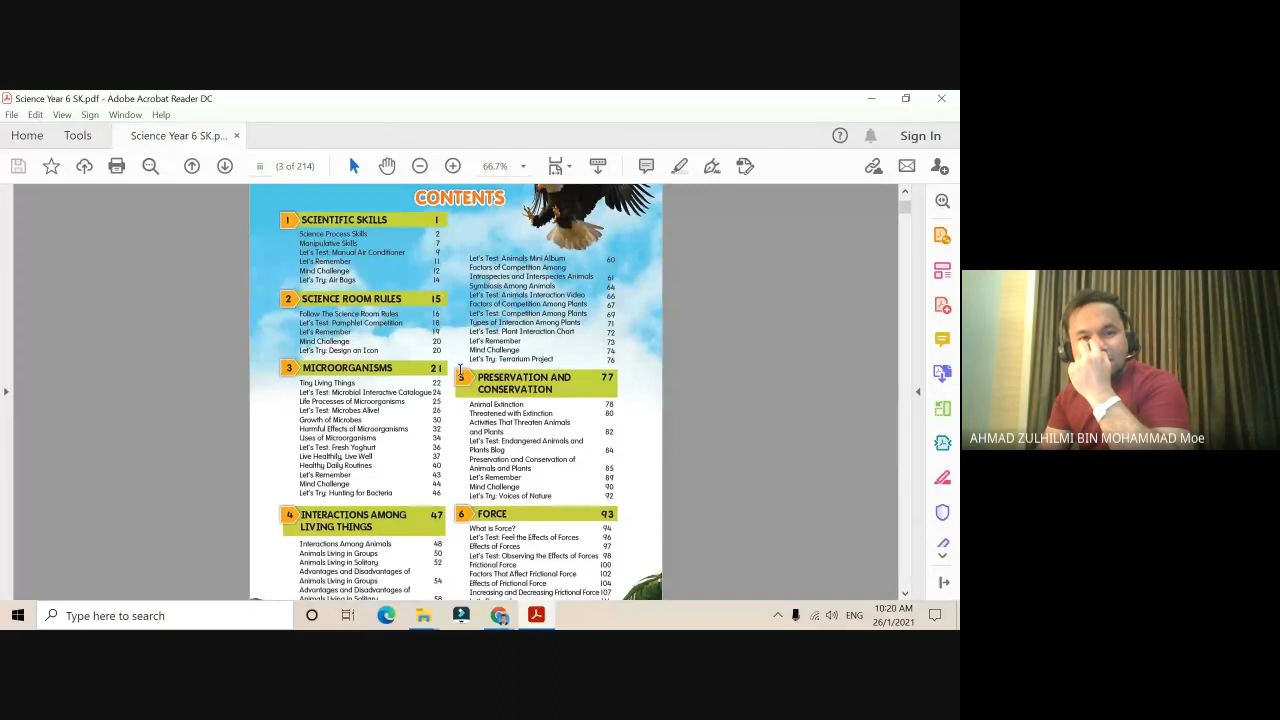 Science Year 6 SK.pdf - Adobe Acrobat Reader DC
File Edit View Sign Window Help
Home Tools Science Year 6 SK.p... × Sign In
iii (3 of 214) 66.7%
CONTENTS
1 SCIENTIFIC SKILLS 1
Science Process Skills 2
Manipulative Skills 7
Let's Test: Manual Air Conditioner 9
Let's Remember 11
Mind Challenge 12
Let's Try: Air Bags 14
2 SCIENCE ROOM RULES 15
Follow The Science Room Rules 16
Let's Test: Pamphlet Competition 18
Let's Remember 19
Mind Challenge 20
Let's Try: Design an Icon 20
3 MICROORGANISMS 21
Tiny Living Things 22
Let's Test: Microbial Interactive Catalogue 24
Life Processes of Microorganisms 25
Let's Test: Microbes Alive! 26
Growth of Microbes 30
Harmful Effects of Microorganisms 32
Uses of Microorganisms 34
Let's Test: Fresh Yoghurt 36
Live Healthily, Live Well 37
Healthy Daily Routines 40
Let's Remember 43
Mind Challenge 44
Let's Try: Hunting for Bacteria 46
4 INTERACTIONS AMONG 47
LIVING THINGS
Interactions Among Animals 48
Animals Living in Groups 50
Animals Living in Solitary 52
Advantages and Disadvantages of
Animals Living in Groups 54
Advantages and Disadvantages of
Animals Living in Solitary 58
Let's Test: Animals Mini Album 60
Factors of Competition Among
Intraspecies and Interspecies Animals 61
Symbiosis Among Animals 64
Let's Test: Animals Interaction Video 66
Factors of Competition Among Plants 67
Let's Test: Competition Among Plants 69
Types of Interaction Among Plants 71
Let's Test: Plant Interaction Chart 72
Let's Remember 73
Mind Challenge 74
Let's Try: Terrarium Project 76
5 PRESERVATION AND 77
CONSERVATION
Animal Extinction 78
Threatened with Extinction 80
Activities That Threaten Animals
and Plants 82
Let's Test: Endangered Animals and
Plants Blog 84
Preservation and Conservation of
Animals and Plants 85
Let's Remember 89
Mind Challenge 90
Let's Try: Voices of Nature 92
6 FORCE 93
What is Force? 94
Let's Test: Feel the Effects of Forces 96
Effects of Forces 97
Let's Test: Observing the Effects of Forces 98
Frictional Force 100
Factors That Affect Frictional Force 102
Effects of Frictional Force 104
Increasing and Decreasing Frictional Force 107
AHMAD ZULHILMI BIN MOHAMMAD Moe
Type here to search
ENG
10:20 AM
26/1/2021